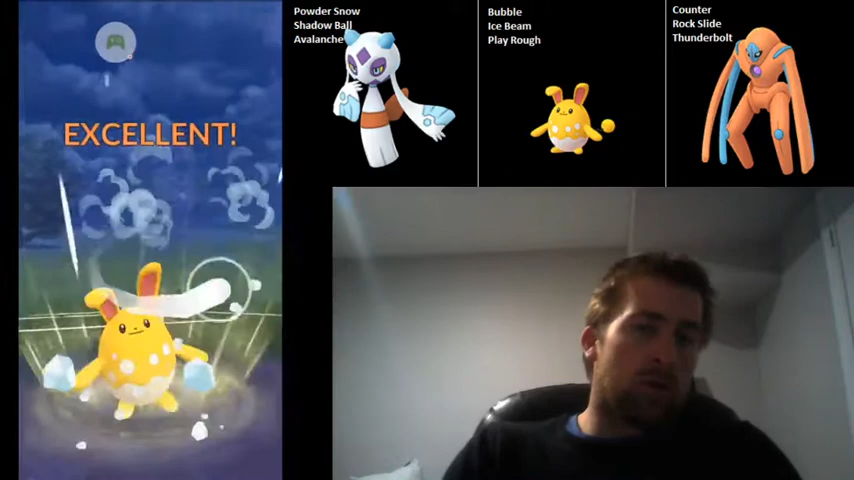 EXCELLENT!
Powder Snow
Shadow Ball
Avalanche
Bubble
Ice Beam
Play Rough
Counter
Rock Slide
Thunderbolt